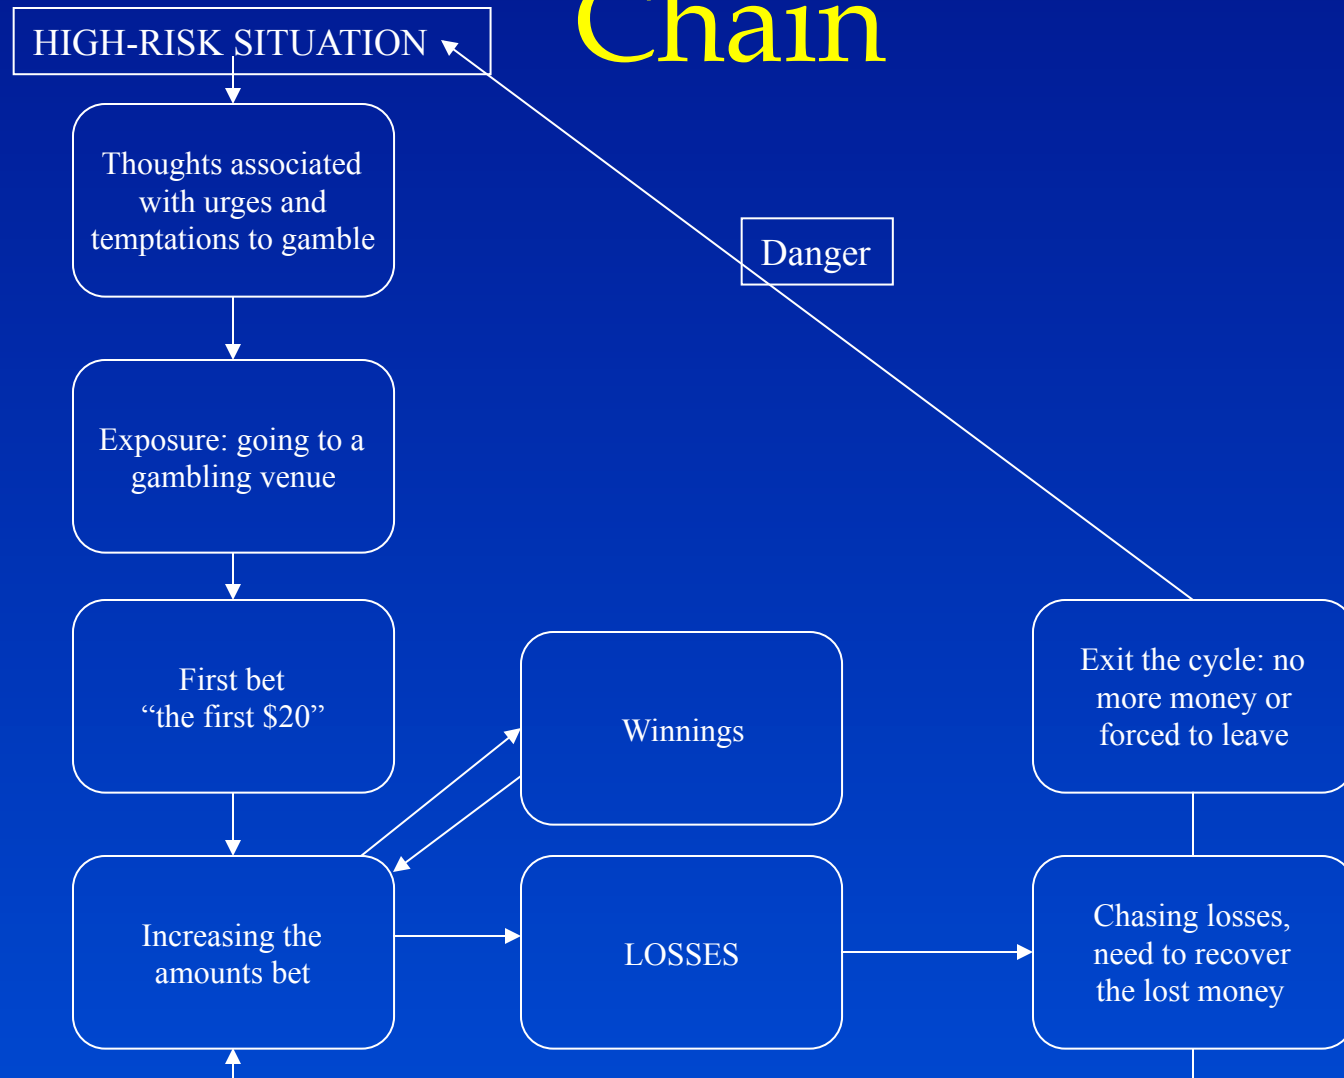 Chain
HIGH-RISK SITUATION
Thoughts associated
with urges and
temptations to gamble
Danger
Exposure: going to a
gambling venue
First bet
“the first $20”
Winnings
Exit the cycle: no
more money or
forced to leave
Increasing the
amounts bet
LOSSES
Chasing losses,
need to recover
the lost money